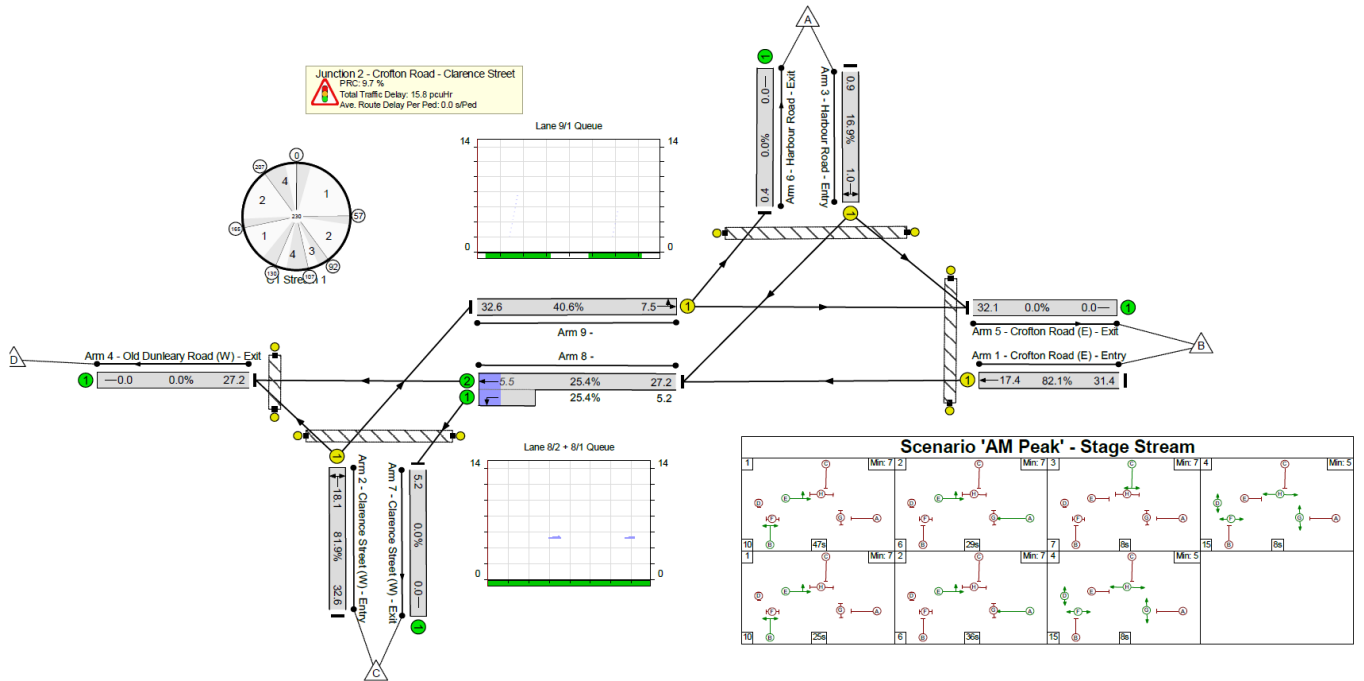 A
Junction 2 - Crofton Road - Clarence Street
PRC: 9.7 %
Total Traffic Delay: 15.8 pcuHr
Ave. Route Delay Per Ped: 0.0 s/Ped
1
0.0
0.0%
0.4
Arm 6 - Harbour Road - Exit
Arm 3 - Harbour Road - Entry
0.9
16.9%
1.0
1
Lane 9/1 Queue
14
14
0
0
0
1
57
2
92
3
107
4
130
1
165
2
207
4
230
C1 Stream 1
32.6 40.6% 7.5
1
Arm 9 -
32.1 0.0% 0.0
1
Arm 5 - Crofton Road (E) - Exit
B
Arm 1 - Crofton Road (E) - Entry
1
17.4 82.1% 31.4
Arm 8 -
2
5.5 25.4% 27.2
1
25.4% 5.2
D
Arm 4 - Old Dunleary Road (W) - Exit
1
0.0 0.0% 27.2
1
18.1
81.9%
32.6
Arm 2 - Clarence Street (W) - Entry
Arm 7 - Clarence Street (W) - Exit
5.2
0.0%
0.0
1
C
Lane 8/2 + 8/1 Queue
14
14
0
0
Scenario 'AM Peak' - Stage Stream
1 Min: 7 2 Min: 7 3 Min: 7 4 Min: 5
C C C C
E H E H E H E H
D D D D
F G A F G A F G A F G A
B B B B
10 47s 6 29s 7 8s 15 8s
1 Min: 7 2 Min: 7 4 Min: 5
C C C
E H E H E H
D D D
F G A F G A F G A
B B B
10 25s 6 36s 15 8s